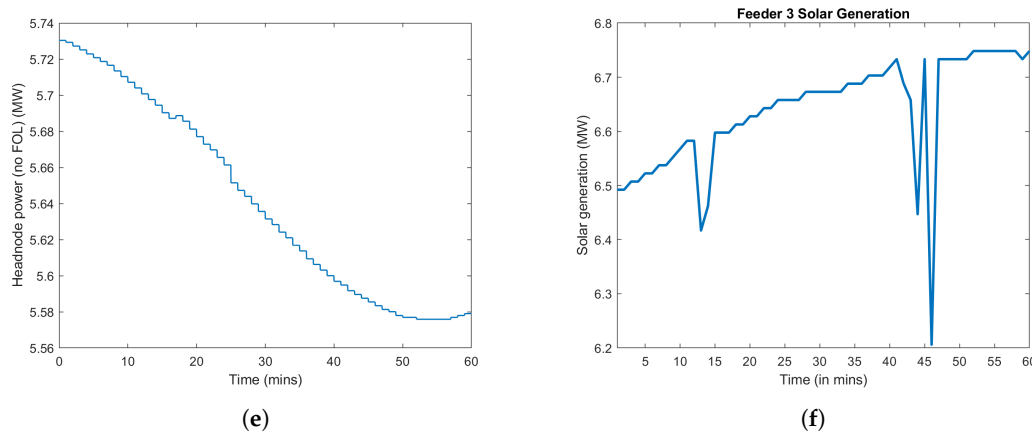 Headnode power (no FOL) (MW)
5.74
5.72
5.7
5.68
5.66
5.64
5.62
5.6
5.58
5.56
0 10 20 30 40 50 60
Time (mins)
(e)
Feeder 3 Solar Generation
Solar generation (MW)
6.8
6.7
6.6
6.5
6.4
6.3
6.2
5 10 15 20 25 30 35 40 45 50 55 60
Time (in mins)
(f)